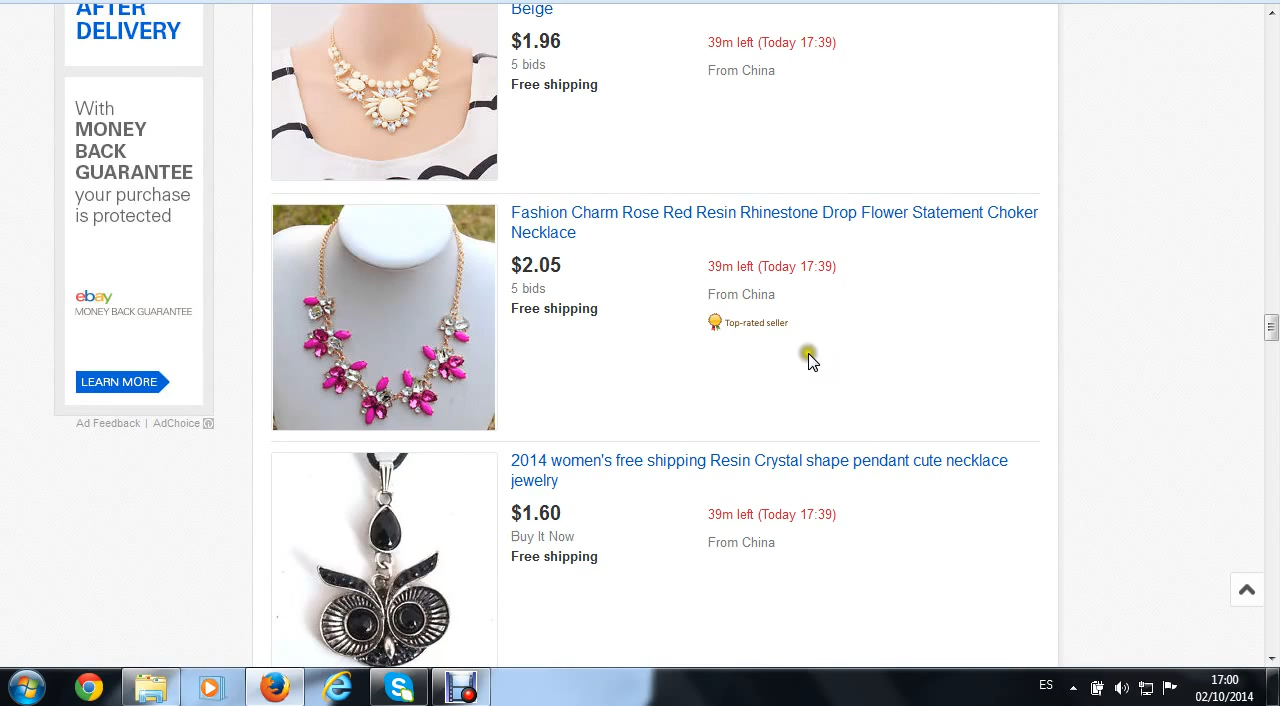 AFTER
DELIVERY
With
MONEY
BACK
GUARANTEE
your purchase
is protected
ebay
MONEY BACK GUARANTEE
LEARN MORE
Ad Feedback | AdChoice
Beige
$1.96
39m left (Today 17:39)
5 bids
From China
Free shipping
Fashion Charm Rose Red Resin Rhinestone Drop Flower Statement Choker
Necklace
$2.05
39m left (Today 17:39)
5 bids
From China
Free shipping
Top-rated seller
2014 women's free shipping Resin Crystal shape pendant cute necklace
jewelry
$1.60
39m left (Today 17:39)
Buy It Now
From China
Free shipping
ES
17:00
02/10/2014